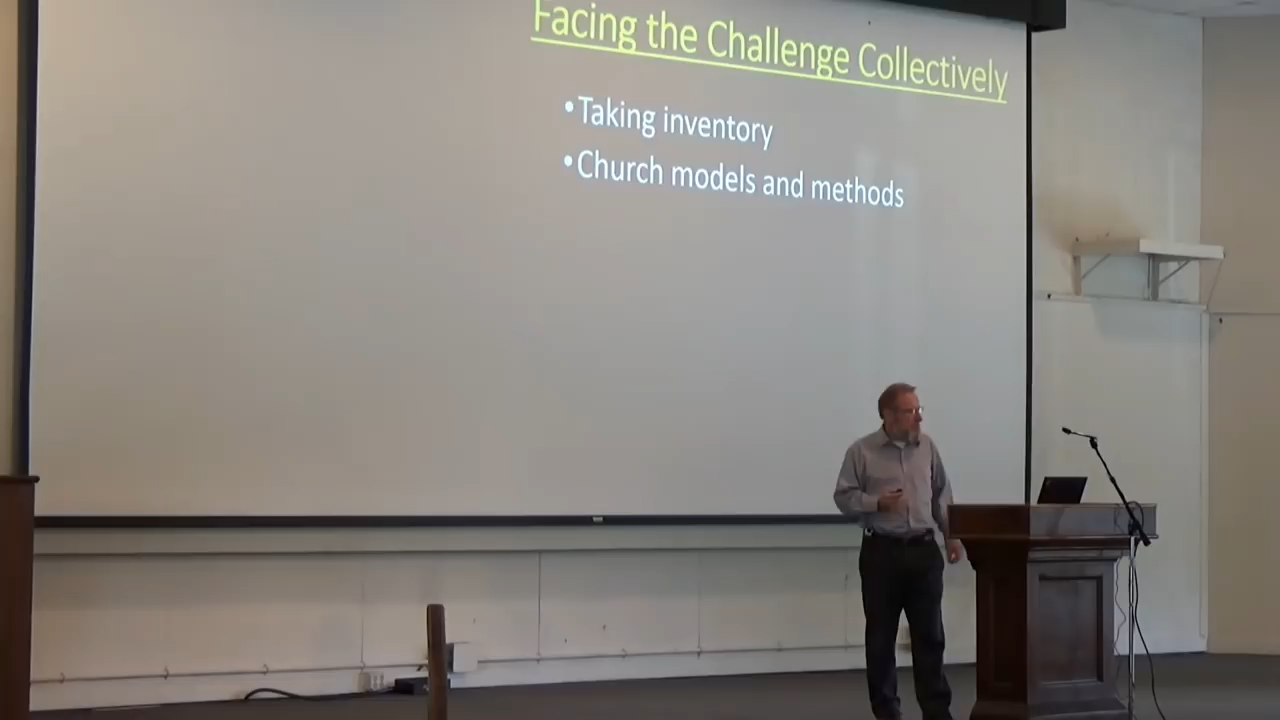 Facing the Challenge Collectively
•Taking inventory
•Church models and methods